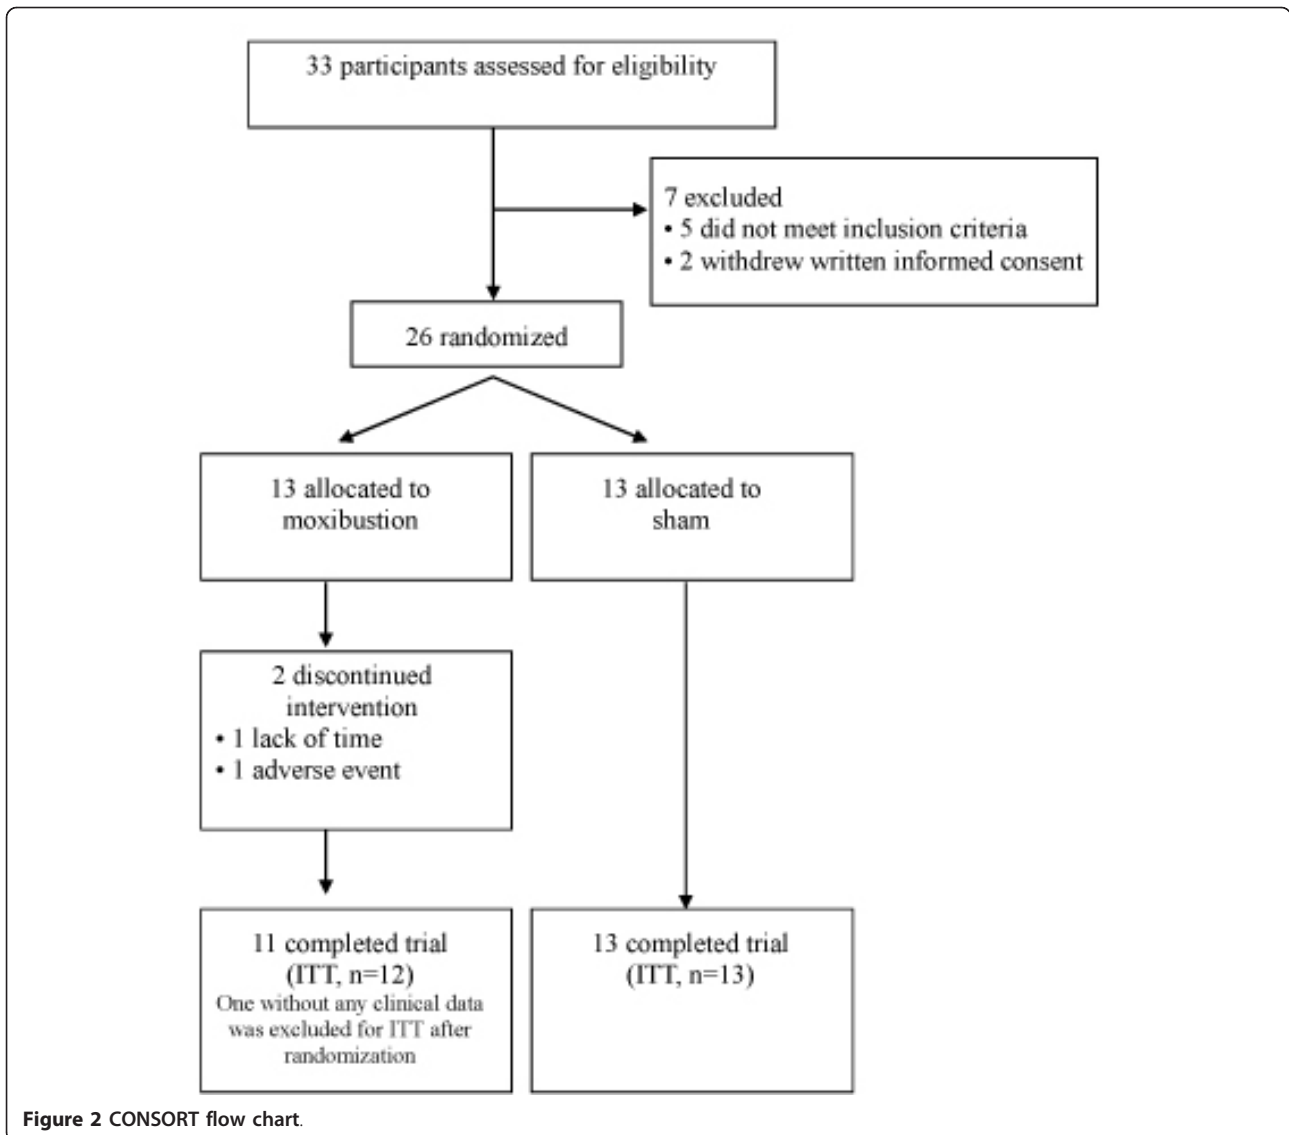 33 participants assessed for eligibility
7 excluded
• 5 did not meet inclusion criteria
• 2 withdrew written informed consent
26 randomized
13 allocated to
moxibustion
13 allocated to
sham
2 discontinued
intervention
• 1 lack of time
• 1 adverse event
11 completed trial
(ITT, n=12)
One without any clinical data
was excluded for ITT after
randomization
13 completed trial
(ITT, n=13)
Figure 2 CONSORT flow chart.